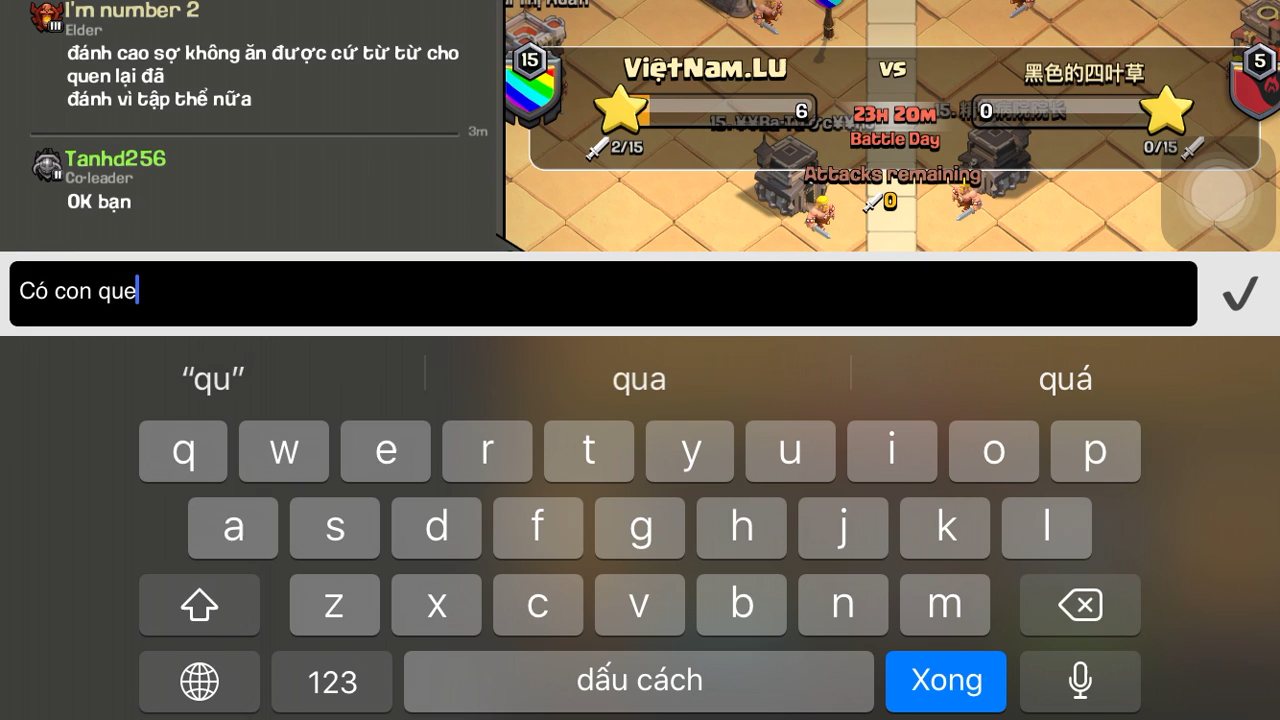 I'm number 2
Elder
đánh cao sợ không ăn được cứ từ từ cho
quen lại đã
đánh vì tập thể nữa
3m
Tanhd256
Co-leader
OK bạn
15
ViệtNam.LU
vs
黑色的四叶草
5
6
23H 20M
0
2/15
Battle Day
0/15
Attacks remaining
0
Có con que
“qu”
qua
quá
q w e r t y u i o p
a s d f g h j k l
z x c v b n m
123
dấu cách
Xong